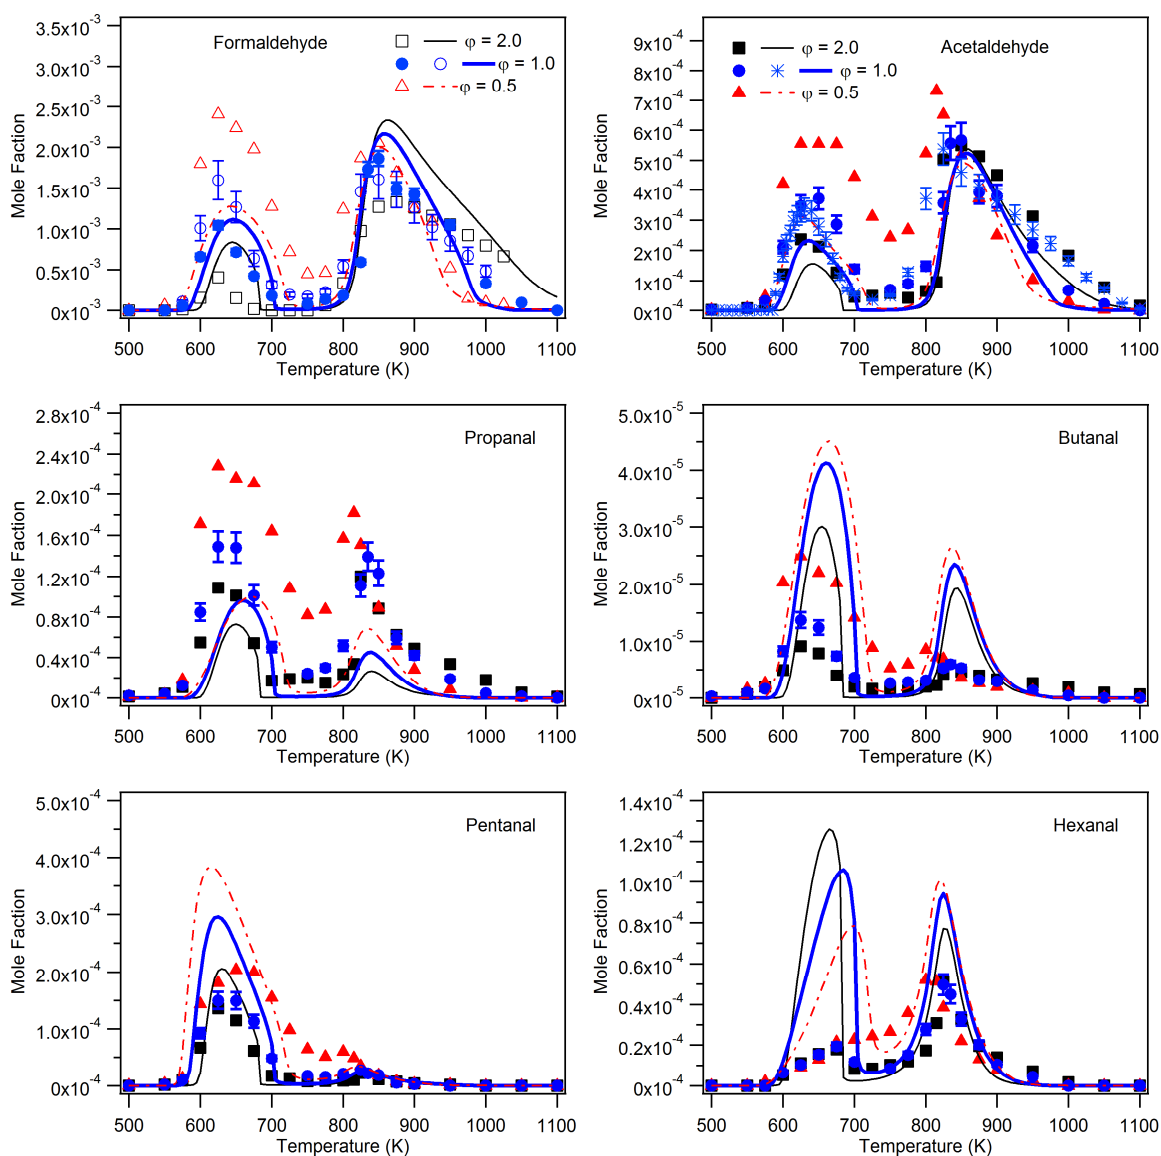 Formaldehyde
φ = 2.0
φ = 1.0
φ = 0.5
3.5x10⁻³
3.0x10⁻³
2.5x10⁻³
2.0x10⁻³
1.5x10⁻³
1.0x10⁻³
0.5x10⁻³
0x10⁻³
Mole Faction
500 600 700 800 900 1000 1100
Temperature (K)
Acetaldehyde
φ = 2.0
φ = 1.0
φ = 0.5
9x10⁻⁴
8x10⁻⁴
7x10⁻⁴
6x10⁻⁴
5x10⁻⁴
4x10⁻⁴
3x10⁻⁴
2x10⁻⁴
1x10⁻⁴
0x10⁻⁴
Mole Faction
500 600 700 800 900 1000 1100
Temperature (K)
Propanal
2.8x10⁻⁴
2.4x10⁻⁴
2.0x10⁻⁴
1.6x10⁻⁴
1.2x10⁻⁴
0.8x10⁻⁴
0.4x10⁻⁴
0x10⁻⁴
Mole Faction
500 600 700 800 900 1000 1100
Temperature (K)
Butanal
5.0x10⁻⁵
4.0x10⁻⁵
3.0x10⁻⁵
2.0x10⁻⁵
1.0x10⁻⁵
0x10⁻⁵
Mole Faction
500 600 700 800 900 1000 1100
Temperature (K)
Pentanal
5.0x10⁻⁴
4.0x10⁻⁴
3.0x10⁻⁴
2.0x10⁻⁴
1.0x10⁻⁴
0x10⁻⁴
Mole Faction
500 600 700 800 900 1000 1100
Temperature (K)
Hexanal
1.4x10⁻⁴
1.2x10⁻⁴
1.0x10⁻⁴
0.8x10⁻⁴
0.6x10⁻⁴
0.4x10⁻⁴
0.2x10⁻⁴
0x10⁻⁴
Mole Faction
500 600 700 800 900 1000 1100
Temperature (K)